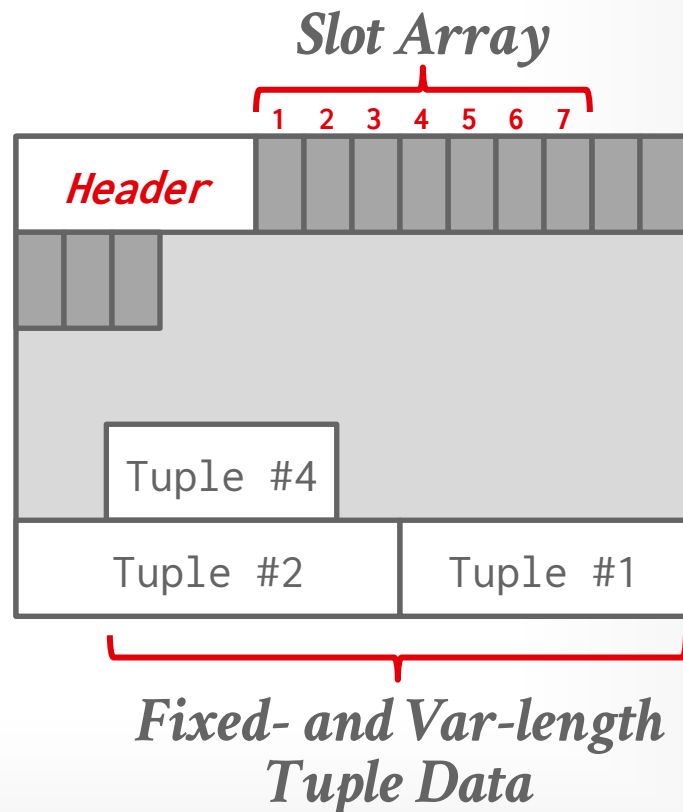 Slot Array
1 2 3 4 5 6 7
Header
Tuple #4
Tuple #2 Tuple #1
Fixed- and Var-length
Tuple Data